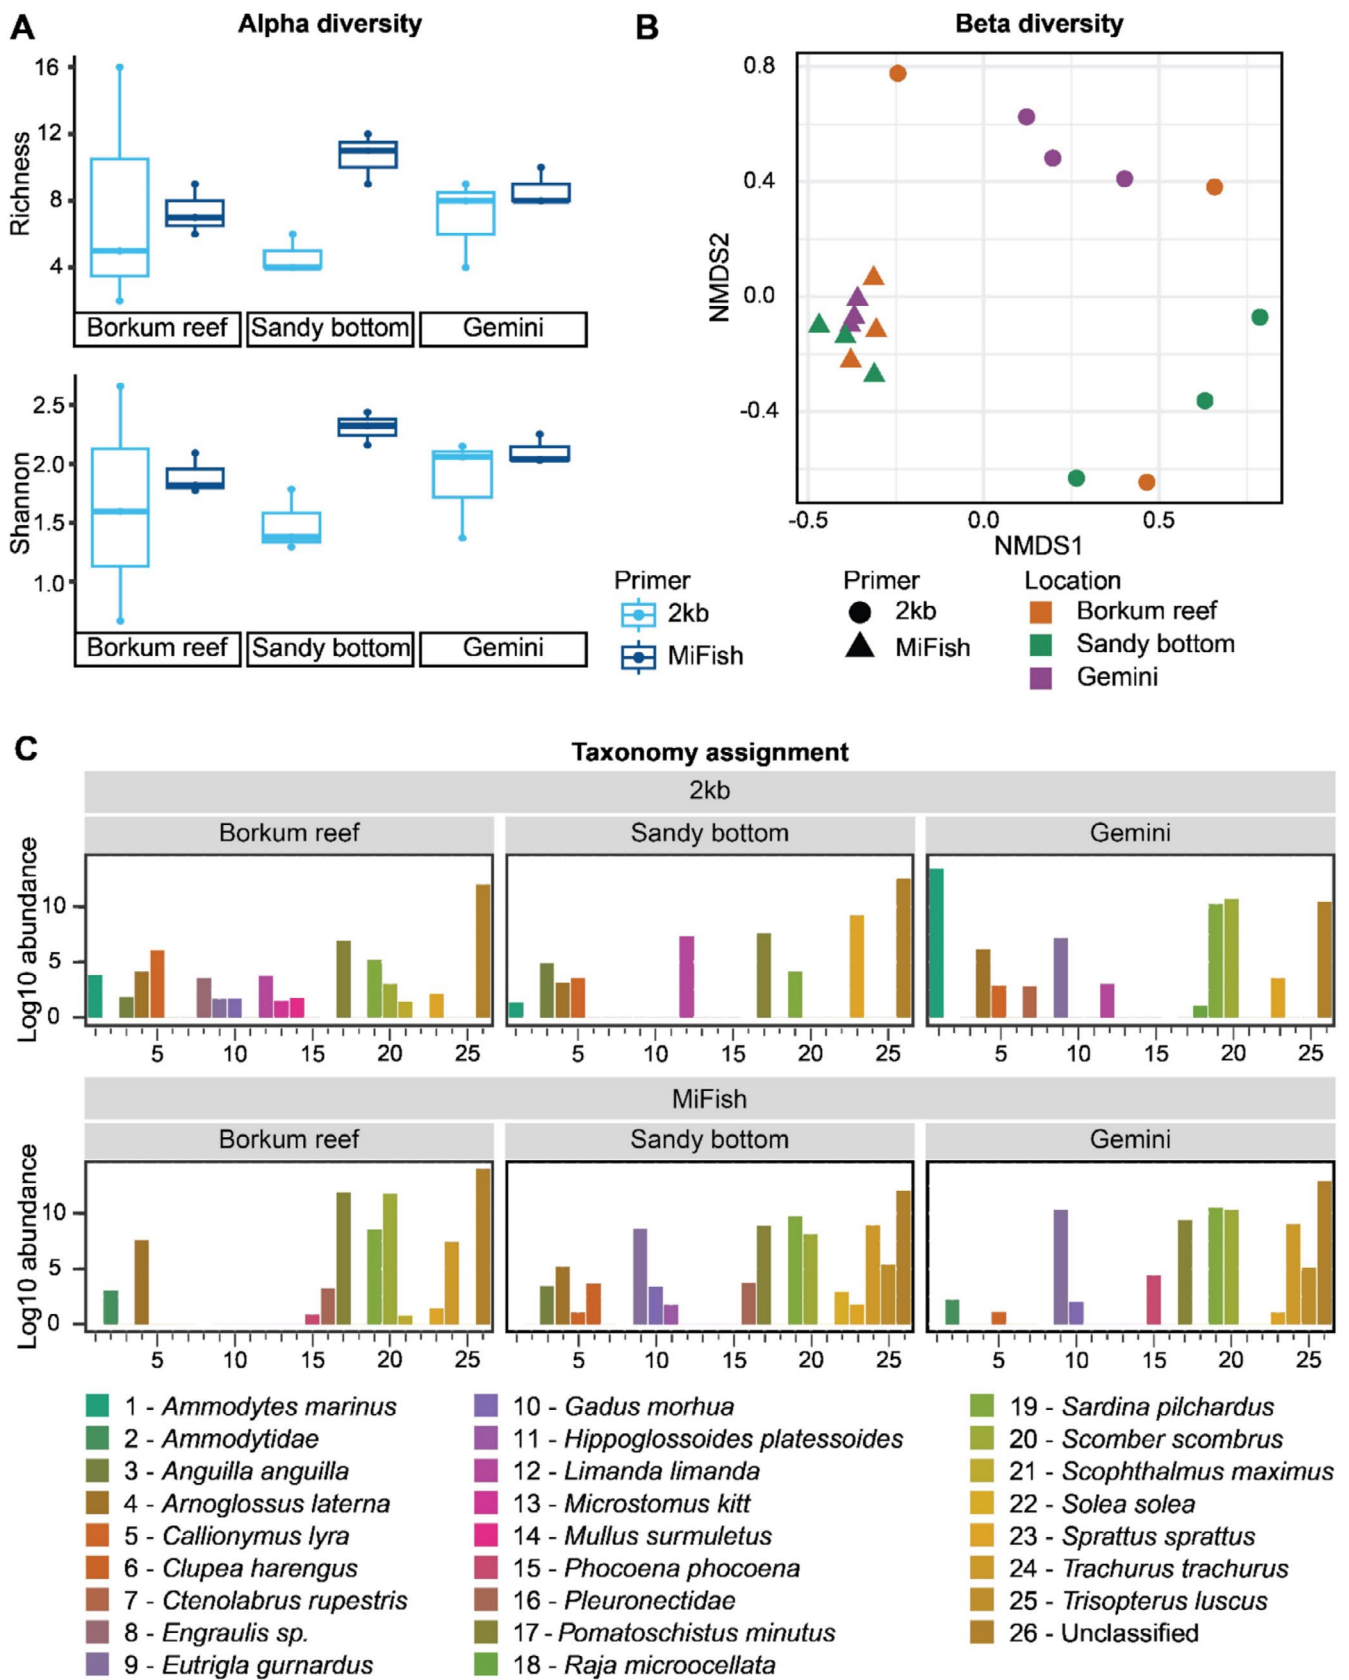 A Alpha diversity
B Beta diversity
Richness
16
12
8
4
Borkum reef Sandy bottom Gemini
Shannon
2.5
2.0
1.5
1.0
Borkum reef Sandy bottom Gemini
Primer
2kb
MiFish
NMDS2
0.8
0.4
0.0
-0.4
-0.5 0.0 0.5
NMDS1
Primer
2kb
MiFish
Location
Borkum reef
Sandy bottom
Gemini
C Taxonomy assignment
2kb
Borkum reef Sandy bottom Gemini
Log10 abundance
10
5
0
5 10 15 20 25 5 10 15 20 25 5 10 15 20 25
MiFish
Borkum reef Sandy bottom Gemini
Log10 abundance
10
5
0
5 10 15 20 25 5 10 15 20 25 5 10 15 20 25
1 - Ammodytes marinus
2 - Ammodytidae
3 - Anguilla anguilla
4 - Arnoglossus laterna
5 - Callionymus lyra
6 - Clupea harengus
7 - Ctenolabrus rupestris
8 - Engraulis sp.
9 - Eutrigla gurnardus
10 - Gadus morhua
11 - Hippoglossoides platessoides
12 - Limanda limanda
13 - Microstomus kitt
14 - Mullus surmuletus
15 - Phocoena phocoena
16 - Pleuronectidae
17 - Pomatoschistus minutus
18 - Raja microocellata
19 - Sardina pilchardus
20 - Scomber scombrus
21 - Scophthalmus maximus
22 - Solea solea
23 - Sprattus sprattus
24 - Trachurus trachurus
25 - Trisopterus luscus
26 - Unclassified